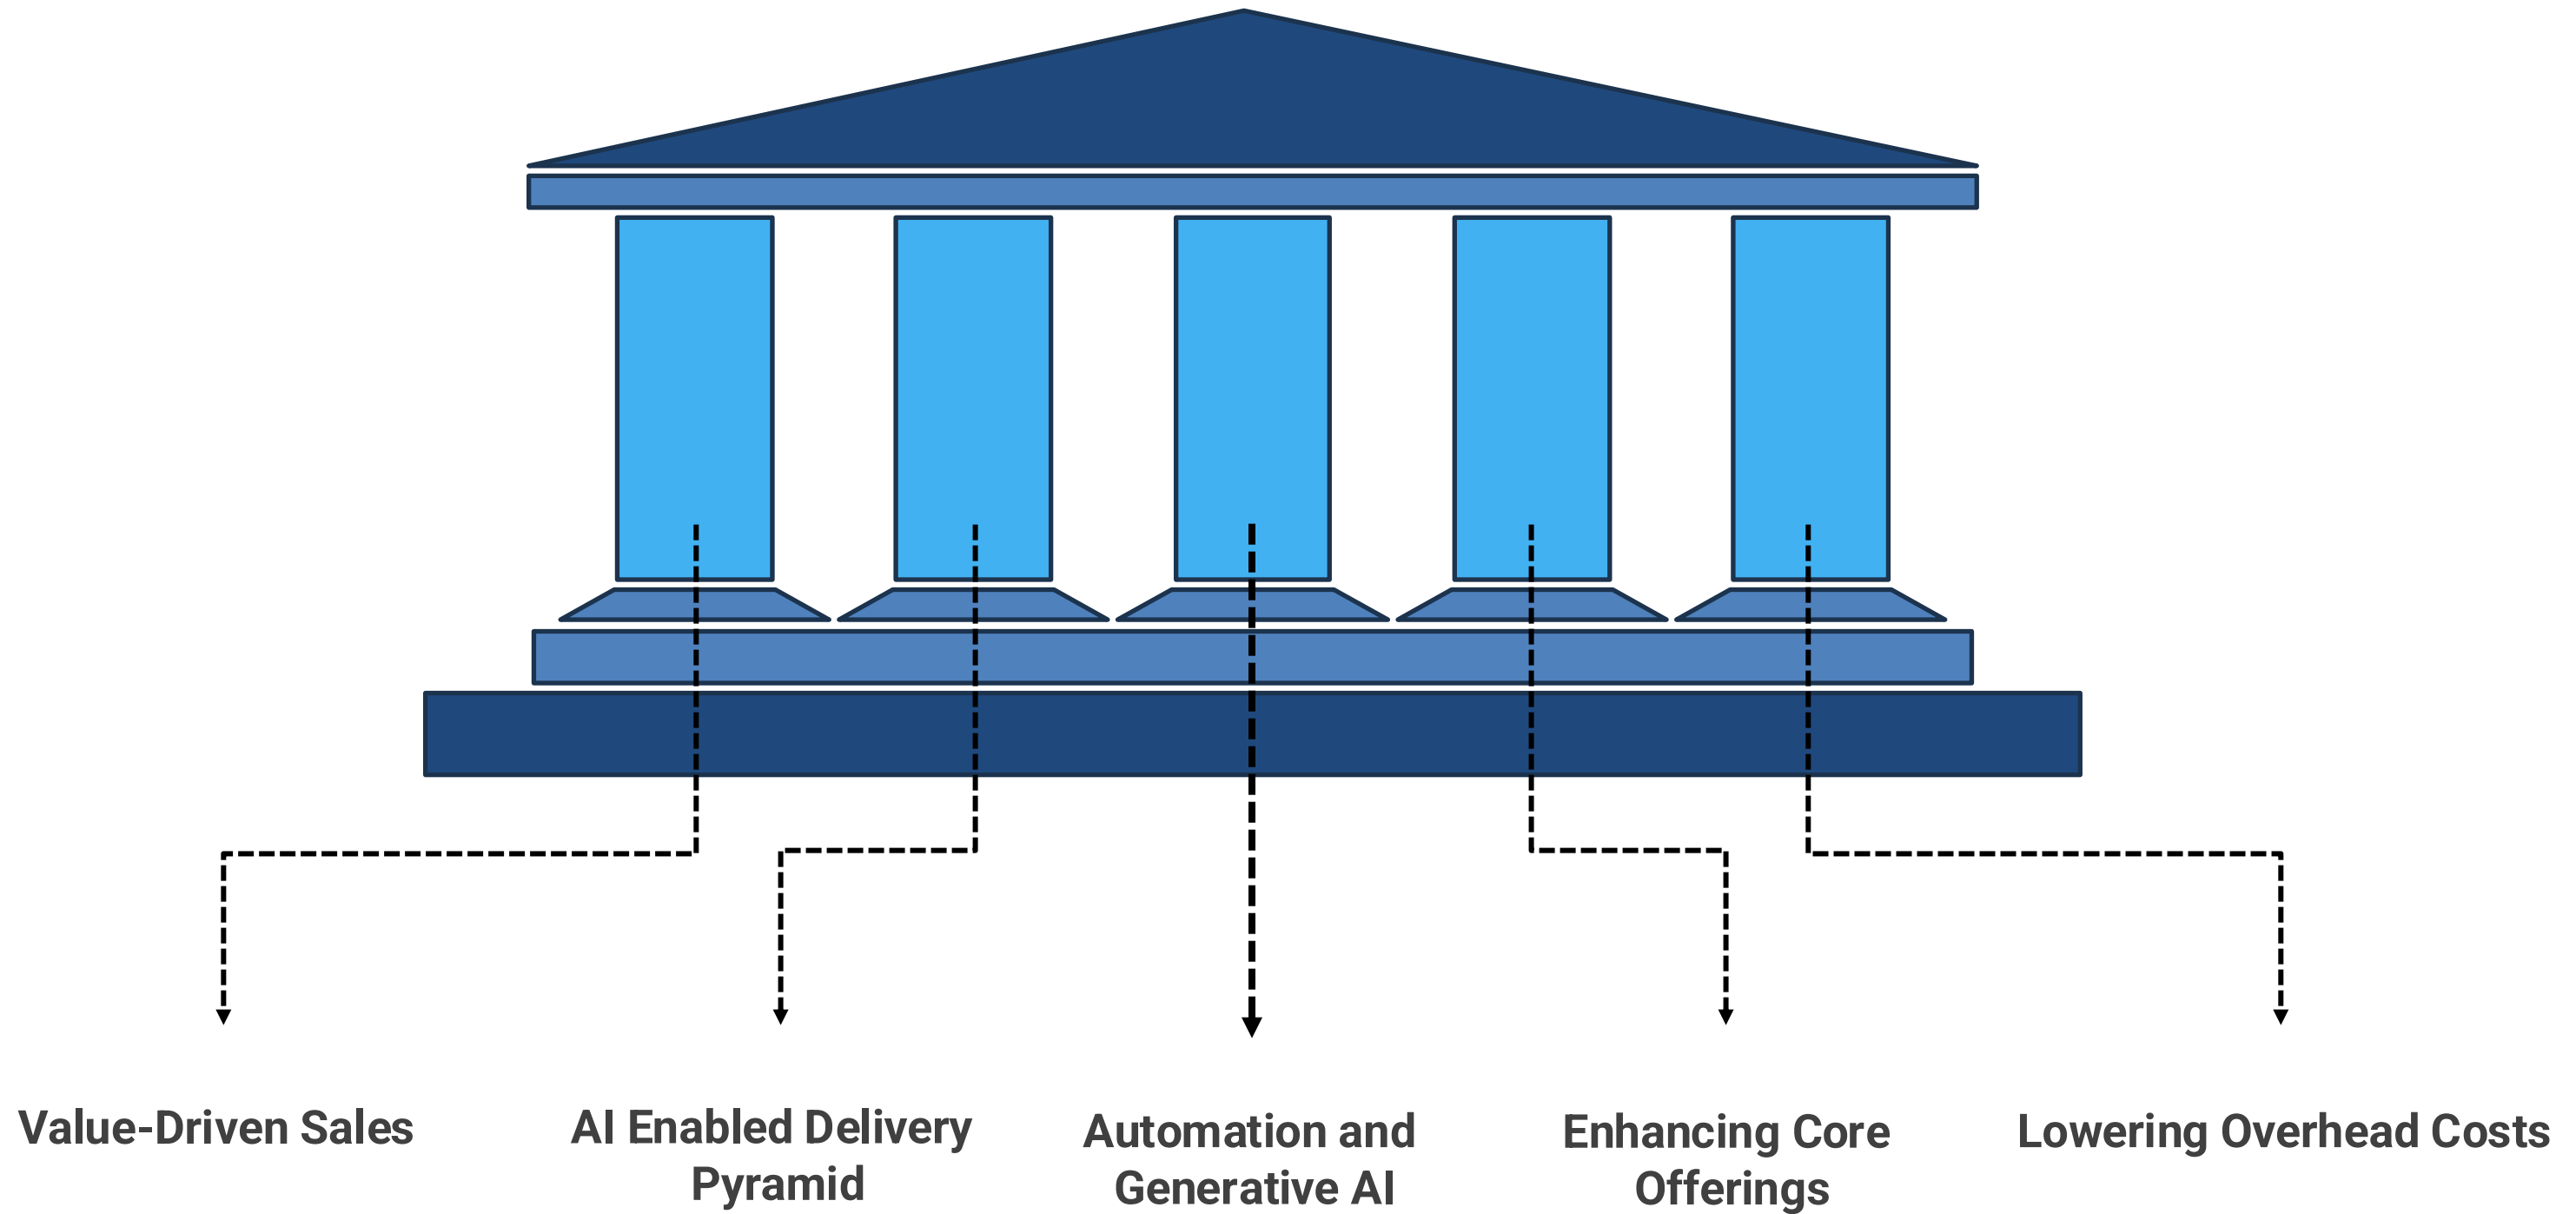 Value-Driven Sales
AI Enabled Delivery
Pyramid
Automation and
Generative AI
Enhancing Core
Offerings
Lowering Overhead Costs